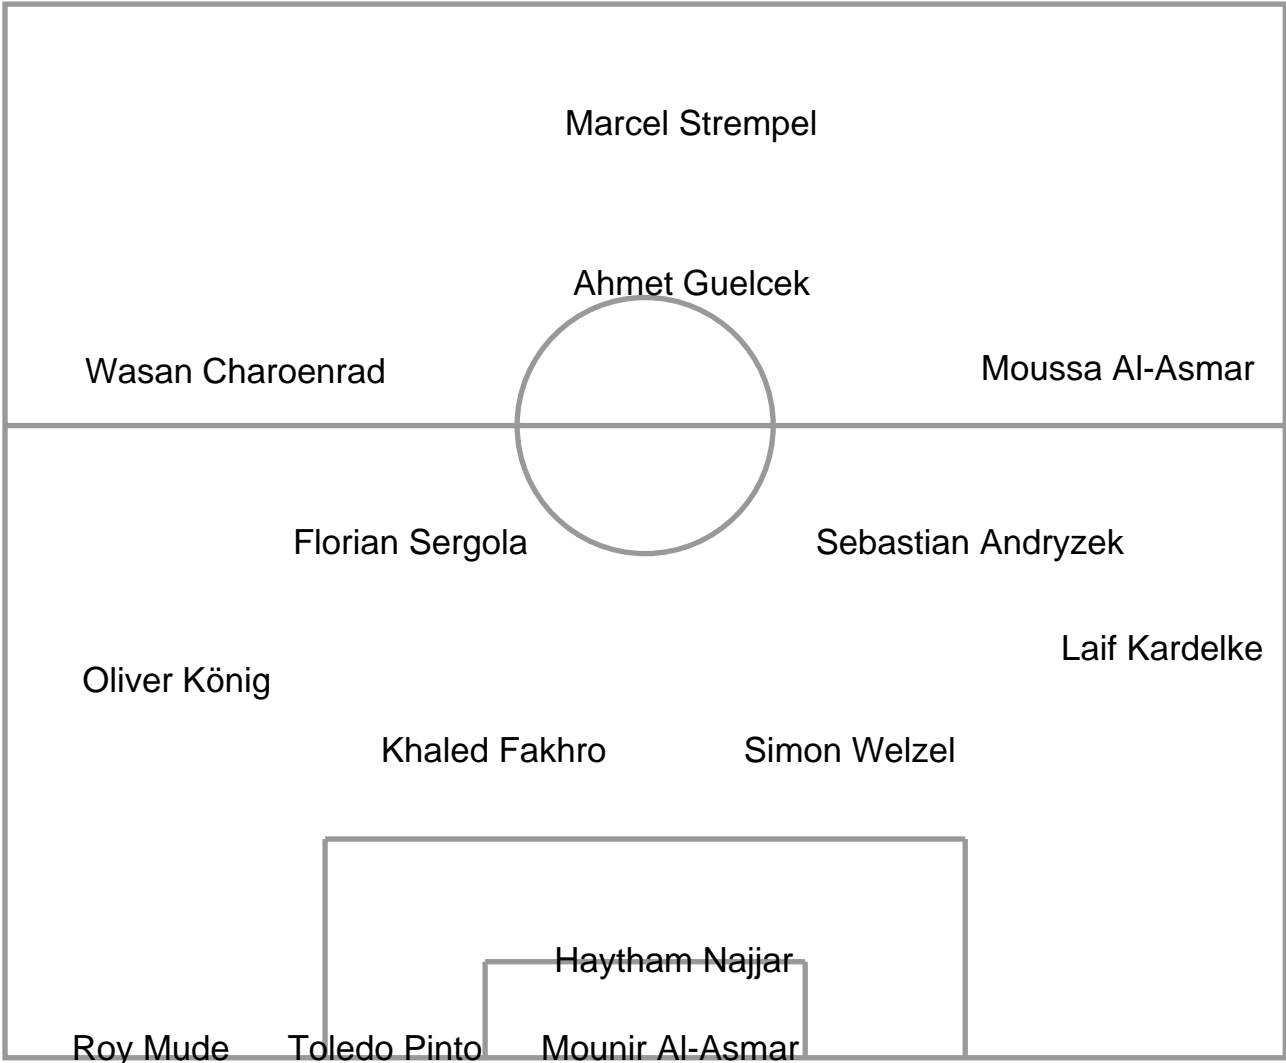 Marcel Strempel
Ahmet Guelcek
Wasan Charoenrad
Moussa Al-Asmar
Florian Sergola
Sebastian Andryzek
Laif Kardelke
Oliver König
Khaled Fakhro
Simon Welzel
Haytham Najjar
Roy Mude
Toledo Pinto
Mounir Al-Asmar